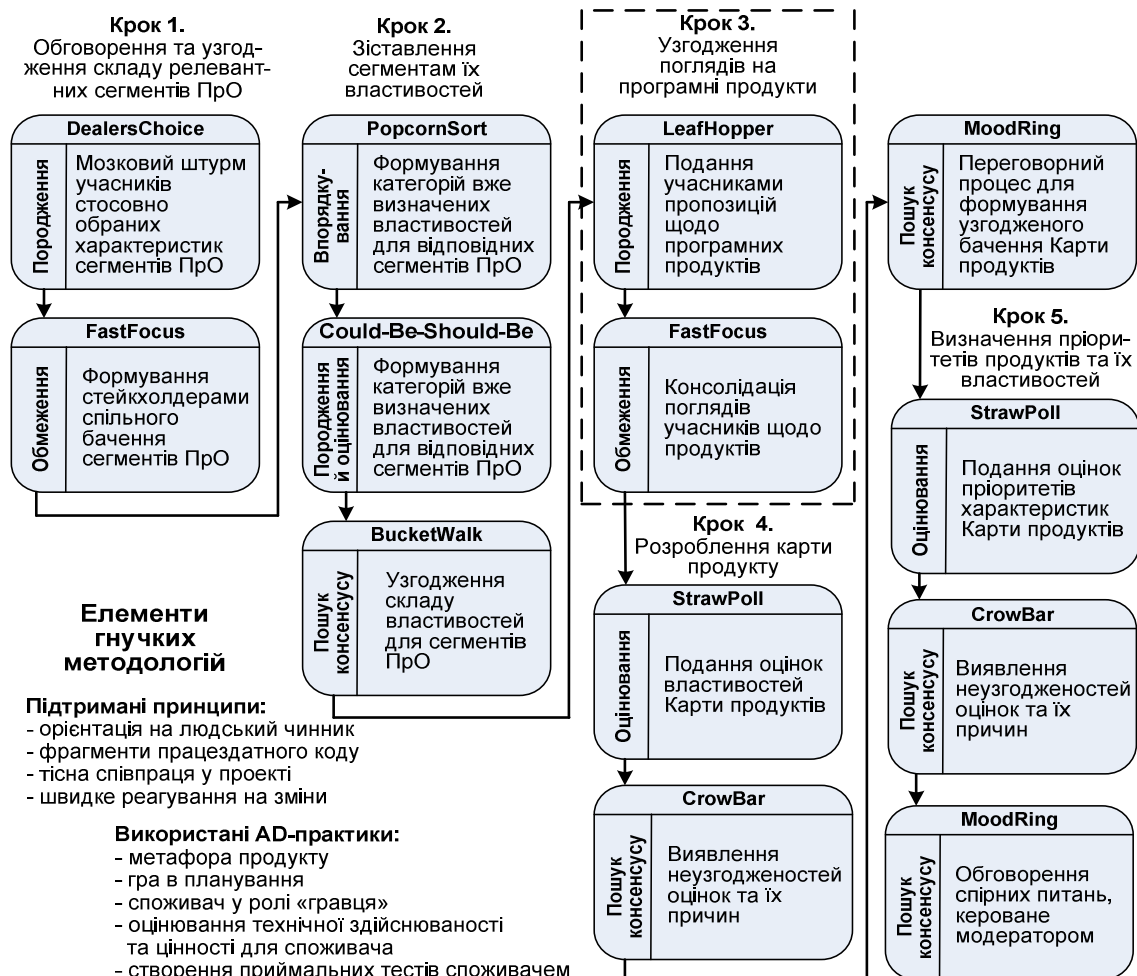 Крок 1.
Обговорення та узгод-
ження складу релевант-
них сегментів ПрО
DealersChoice
Породження
Мозковий штурм
учасників
стосовно
обраних
характеристик
сегментів ПрО
FastFocus
Обмеження
Формування
стейкхолдерами
спільного
бачення
сегментів ПрО
Крок 2.
Зіставлення
сегментам їх
властивостей
PopcornSort
Впорядку-
вання
Формування
категорій вже
визначених
властивостей
для відповідних
сегментів ПрО
Could-Be-Should-Be
Породження
й оцінювання
Формування
категорій вже
визначених
властивостей
для відповідних
сегментів ПрО
BucketWalk
Пошук
консенсусу
Узгодження
складу
властивостей
для сегментів
ПрО
Крок 3.
Узгодження
поглядів на
програмні продукти
LeafHopper
Породження
Подання
учасниками
пропозицій
щодо
програмних
продуктів
FastFocus
Обмеження
Консолідація
поглядів
учасників щодо
продуктів
Крок 4.
Розроблення карти
продукту
StrawPoll
Оцінювання
Подання оцінок
властивостей
Карти продуктів
CrowBar
Пошук
консенсусу
Виявлення
неузгодженостей
оцінок та їх
причин
MoodRing
Пошук
консенсусу
Переговорний
процес для
формування
узгодженого
бачення Карти
продуктів
Крок 5.
Визначення пріори-
тетів продуктів та їх
властивостей
StrawPoll
Оцінювання
Подання оцінок
пріоритетів
характеристик
Карти продуктів
CrowBar
Пошук
консенсусу
Виявлення
неузгодженостей
оцінок та їх
причин
MoodRing
Пошук
консенсусу
Обговорення
спірних питань,
кероване
модератором
Елементи
гнучких
методологій
Підтримані принципи:
- орієнтація на людський чинник
- фрагменти працездатного коду
- тісна співпраця у проекті
- швидке реагування на зміни
Використані AD-практики:
- метафора продукту
- гра в планування
- споживач у ролі «гравця»
- оцінювання технічної здійснюваності
та цінності для споживача
- створення приймальних тестів споживачем